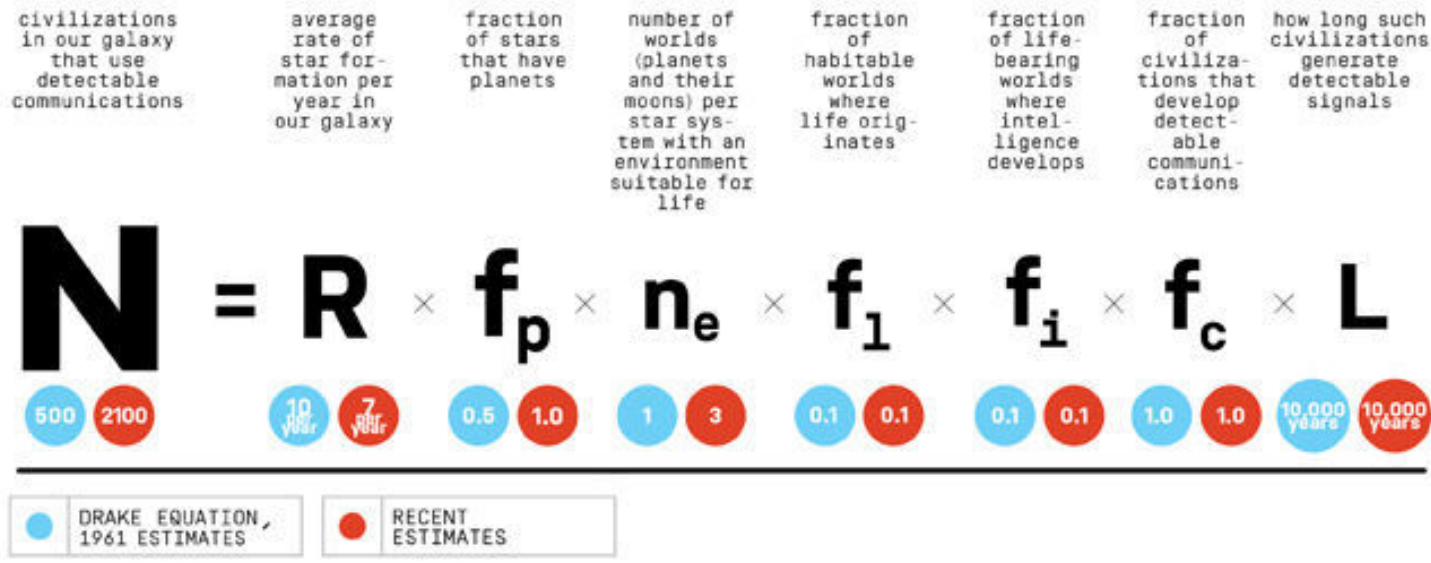 civilizations
in our galaxy
that use
detectable
communications
average
rate of
star for-
mation per
year in
our galaxy
fraction
of stars
that have
planets
number of
worlds
(planets
and their
moons) per
star sys-
tem with an
environment
suitable for
life
fraction
of
habitable
worlds
where
life orig-
inates
fraction
of life-
bearing
worlds
where
intel-
ligence
develops
fraction
of
civiliza-
tions that
develop
detect-
able
communi-
cations
how long such
civilizations
generate
detectable
signals
N = R × fp × ne × fl × fi × fc × L
500 2100 10 per year 7 per year 0.5 1.0 1 3 0.1 0.1 0.1 0.1 1.0 1.0 10,000 years 10,000 years
DRAKE EQUATION,
1961 ESTIMATES
RECENT
ESTIMATES